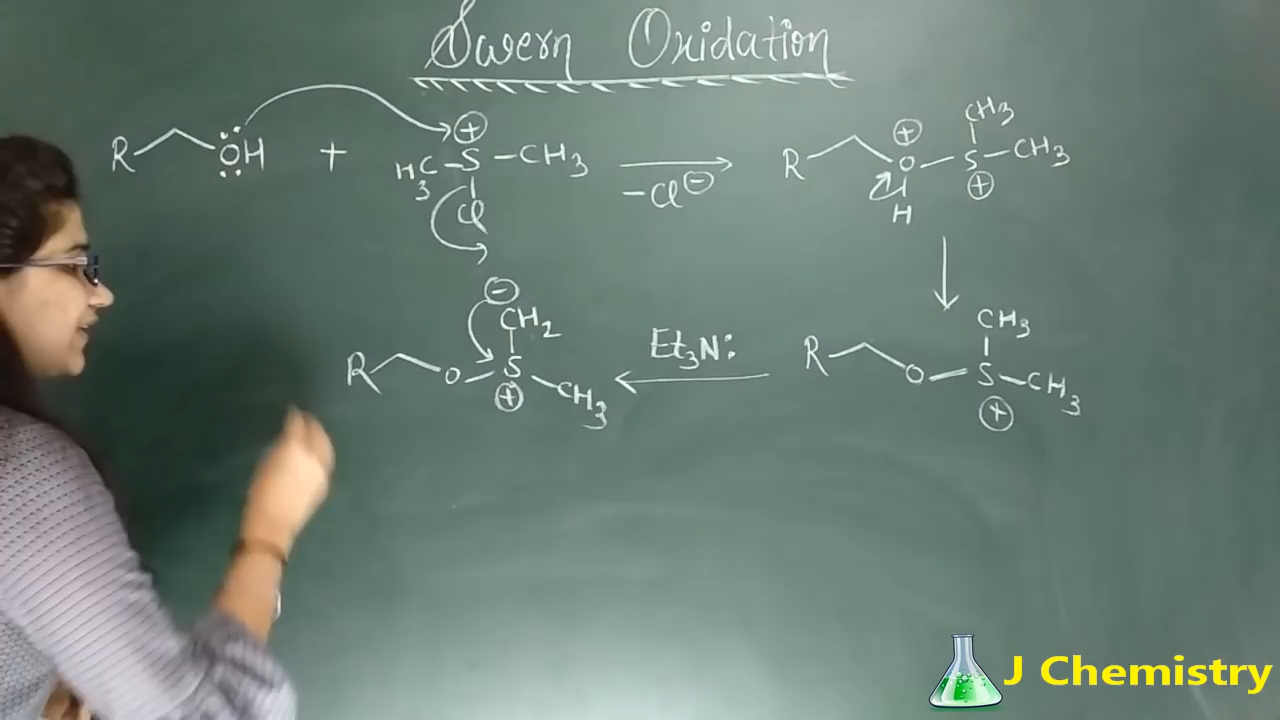 Swern Oxidation
R OH + H3C-S-CH3 ⊕ Cl
-Cl⊖
R O-S-CH3 CH3 H ⊕ ⊕
R O=S-CH3 CH3 ⊕
Et3N:
R O=S-CH3 CH2 ⊖ ⊕
J Chemistry